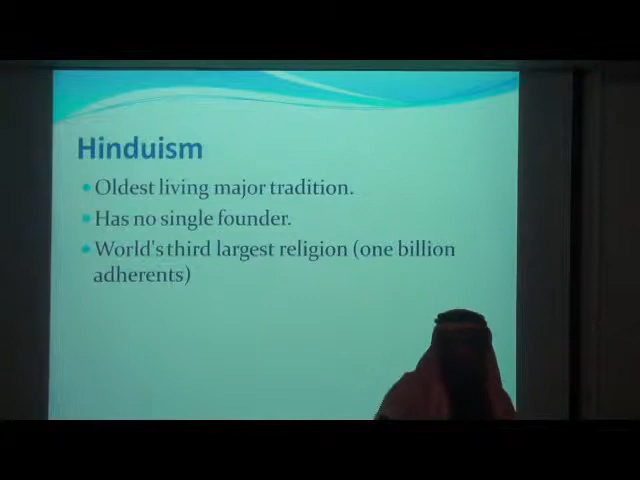 Hinduism
• Oldest living major tradition.
• Has no single founder.
• World's third largest religion (one billion
adherents)